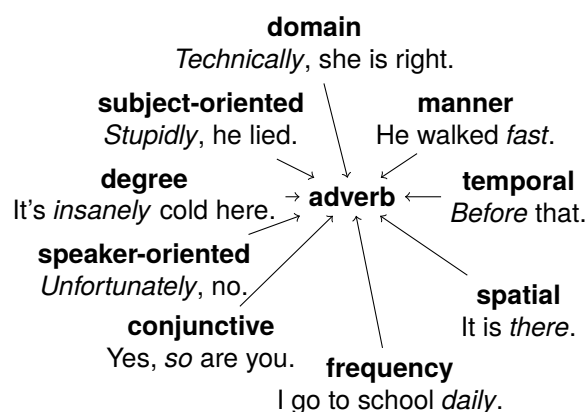 domain
Technically, she is right.
subject-oriented
Stupidly, he lied.
manner
He walked fast.
degree
It's insanely cold here.
adverb
temporal
Before that.
speaker-oriented
Unfortunately, no.
spatial
It is there.
conjunctive
Yes, so are you.
frequency
I go to school daily.